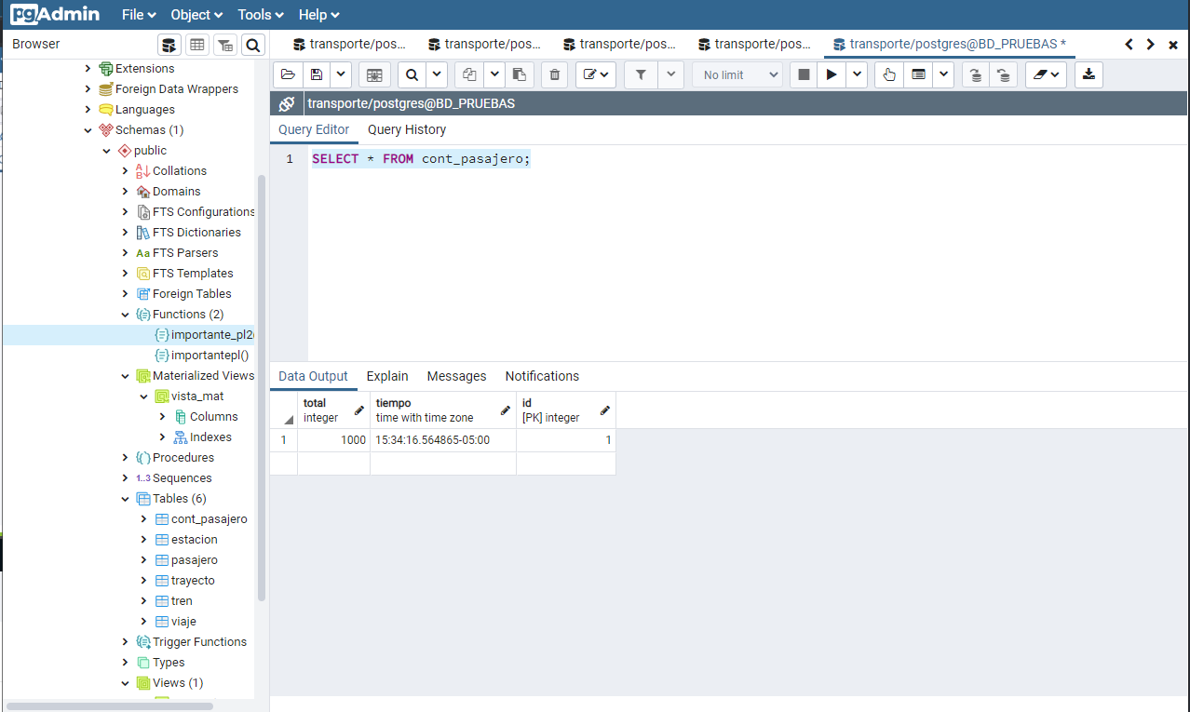 pgAdmin File Object Tools Help
Browser
transporte/pos... transporte/pos... transporte/pos... transporte/pos... transporte/postgres@BD_PRUEBAS *
No limit
transporte/postgres@BD_PRUEBAS
Query Editor Query History
1 SELECT * FROM cont_pasajero;
Extensions
Foreign Data Wrappers
Languages
Schemas (1)
public
Collations
Domains
FTS Configurations
FTS Dictionaries
Aa FTS Parsers
FTS Templates
Foreign Tables
Functions (2)
importante_pl2(
importantepl()
Materialized Views
vista_mat
Columns
Indexes
Procedures
1..3 Sequences
Tables (6)
cont_pasajero
estacion
pasajero
trayecto
tren
viaje
Trigger Functions
Types
Views (1)
Data Output Explain Messages Notifications
total tiempo id
integer time with time zone [PK] integer
1 1000 15:34:16.564865-05:00 1